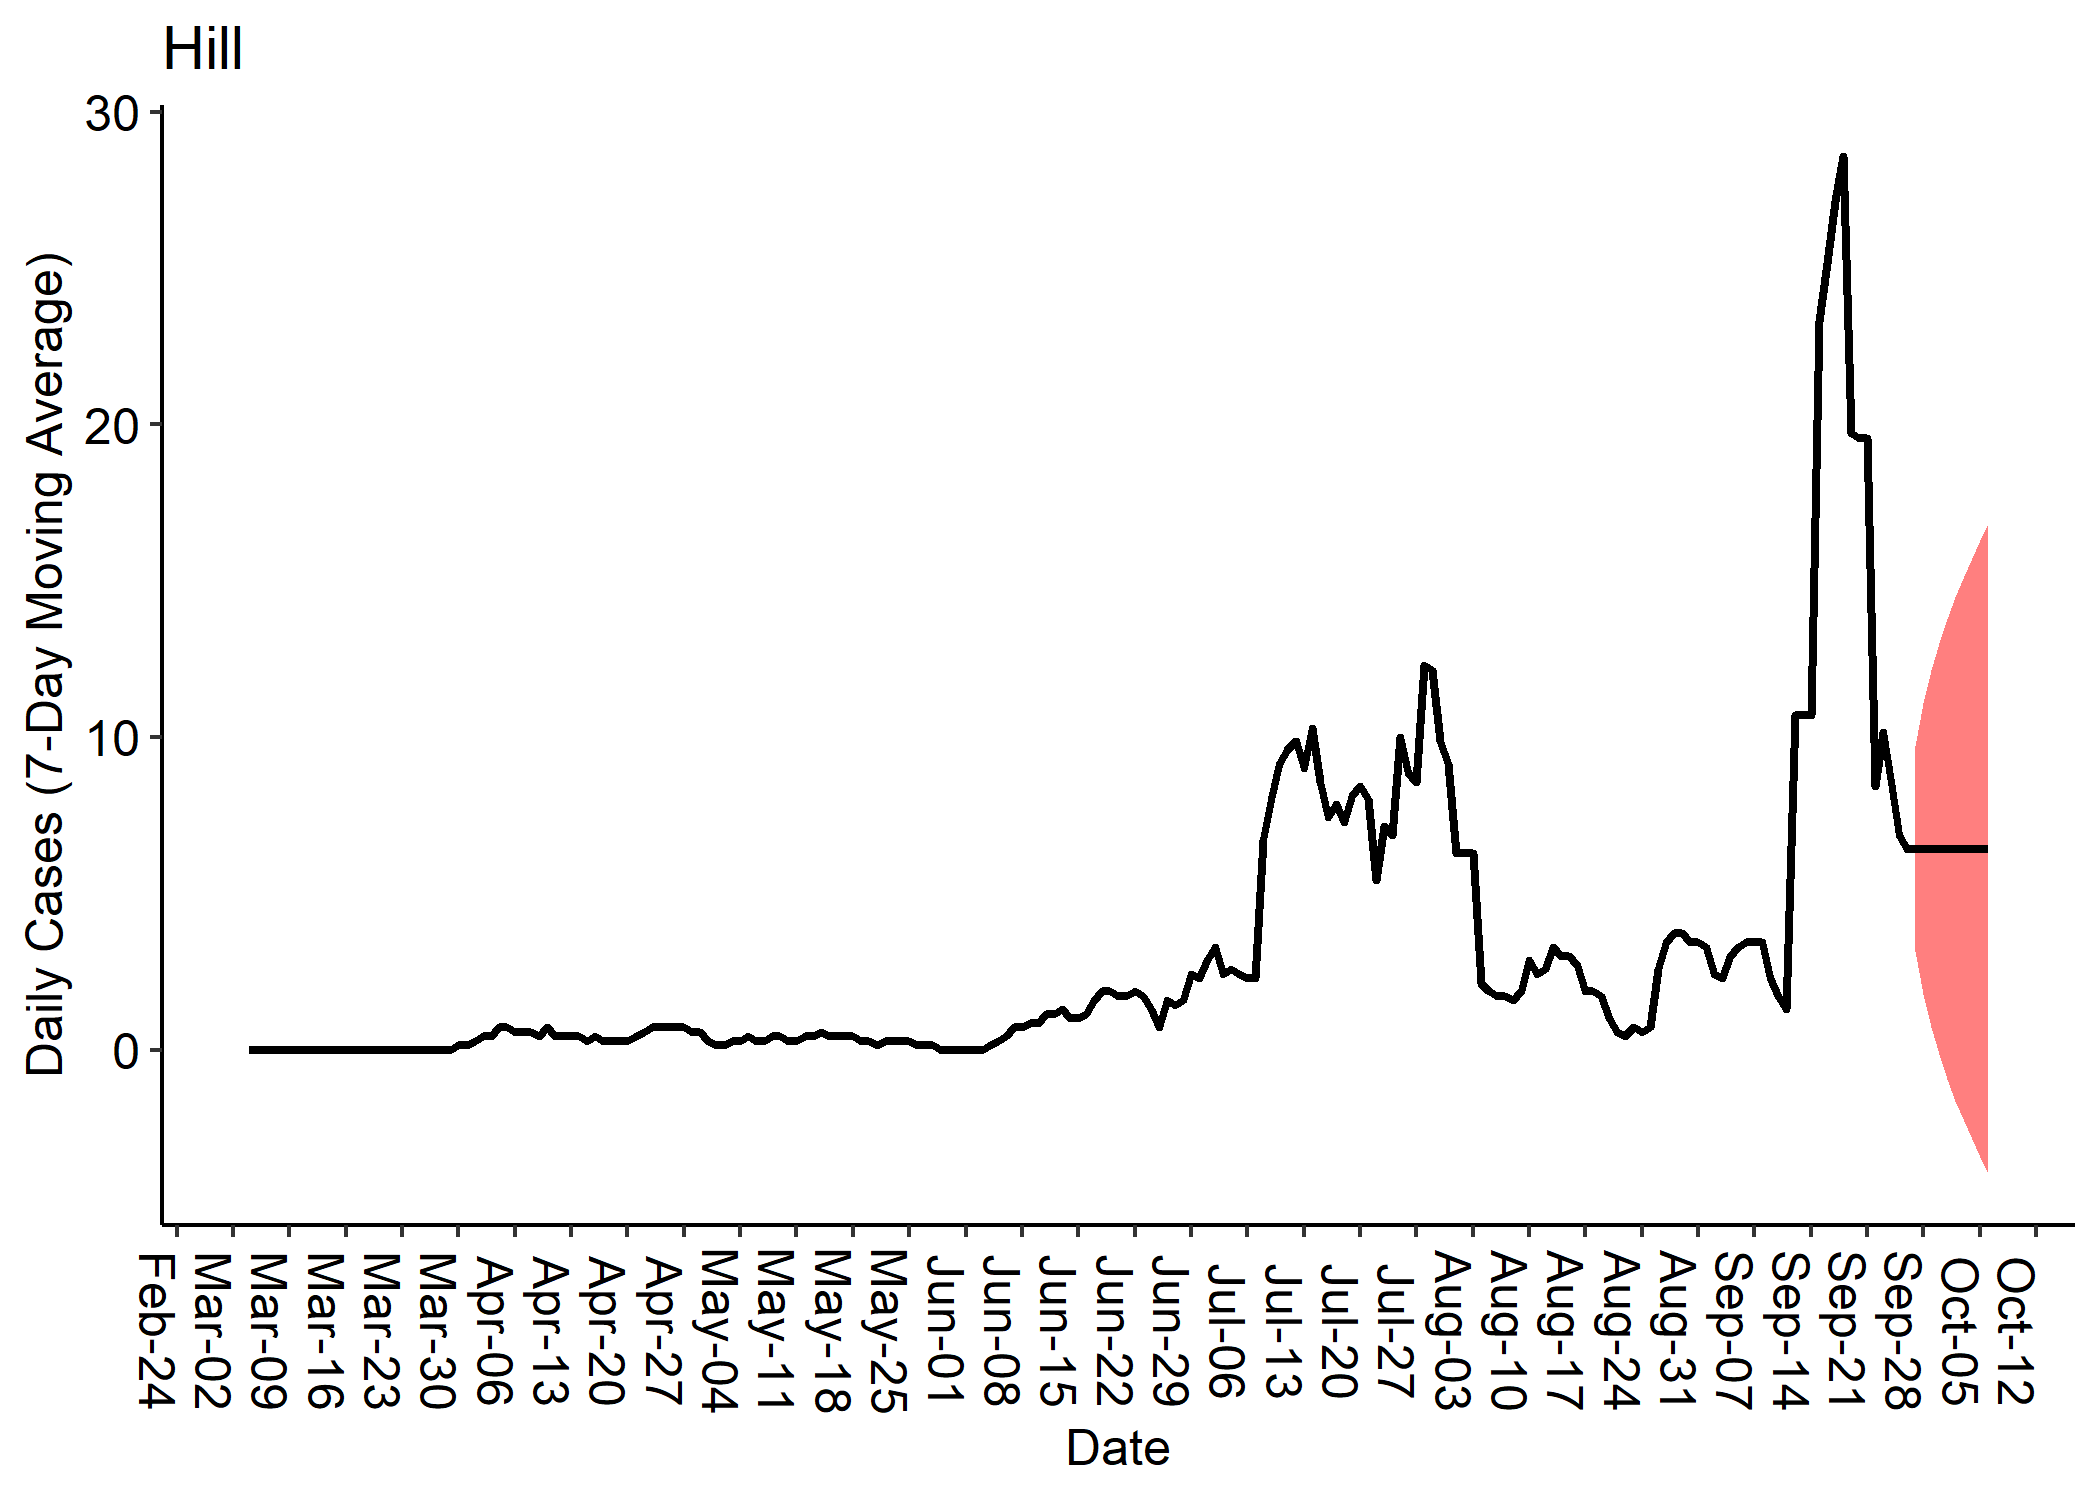 Hill
Daily Cases (7-Day Moving Average)
30
20
10
0
Feb-24
Mar-02
Mar-09
Mar-16
Mar-23
Mar-30
Apr-06
Apr-13
Apr-20
Apr-27
May-04
May-11
May-18
May-25
Jun-01
Jun-08
Jun-15
Jun-22
Jun-29
Jul-06
Jul-13
Jul-20
Jul-27
Aug-03
Aug-10
Aug-17
Aug-24
Aug-31
Sep-07
Sep-14
Sep-21
Sep-28
Oct-05
Oct-12
Date